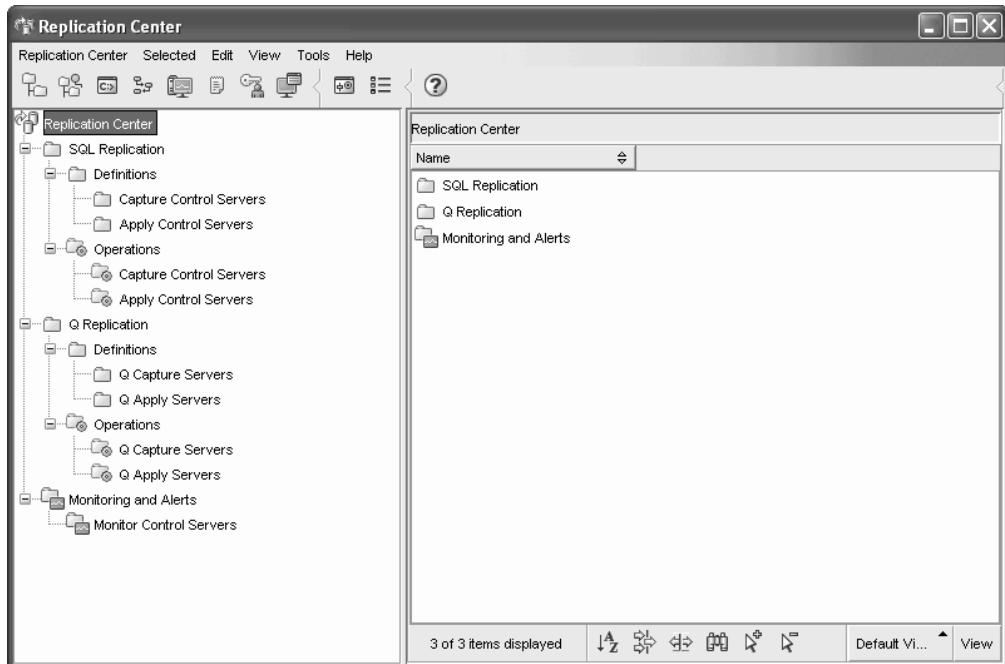 Replication Center
Replication Center Selected Edit View Tools Help
Replication Center
SQL Replication
Definitions
Capture Control Servers
Apply Control Servers
Operations
Capture Control Servers
Apply Control Servers
Q Replication
Definitions
Q Capture Servers
Q Apply Servers
Operations
Q Capture Servers
Q Apply Servers
Monitoring and Alerts
Monitor Control Servers
Replication Center
Name
SQL Replication
Q Replication
Monitoring and Alerts
3 of 3 items displayed
Default Vi...
View